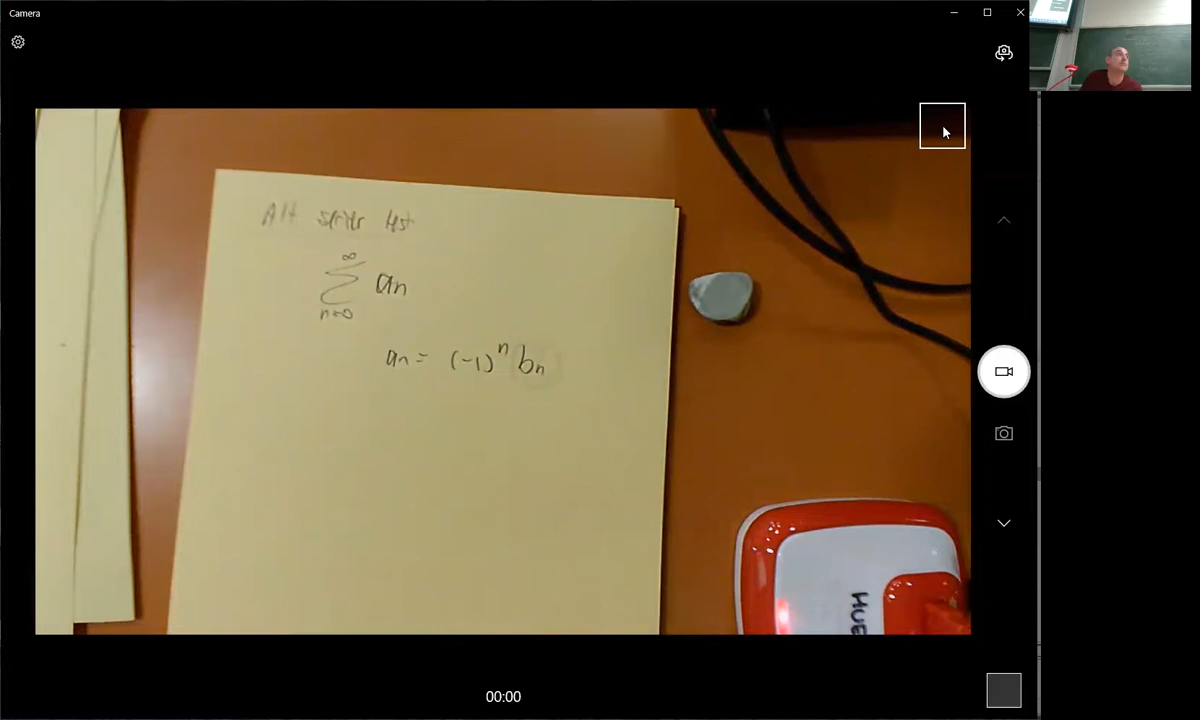 Camera
Alt series test
∞
∑ an
n=0
an = (-1)^n bn
HUE
00:00